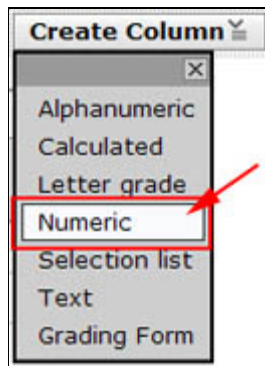 Create Column
Alphanumeric
Calculated
Letter grade
Numeric
Selection list
Text
Grading Form